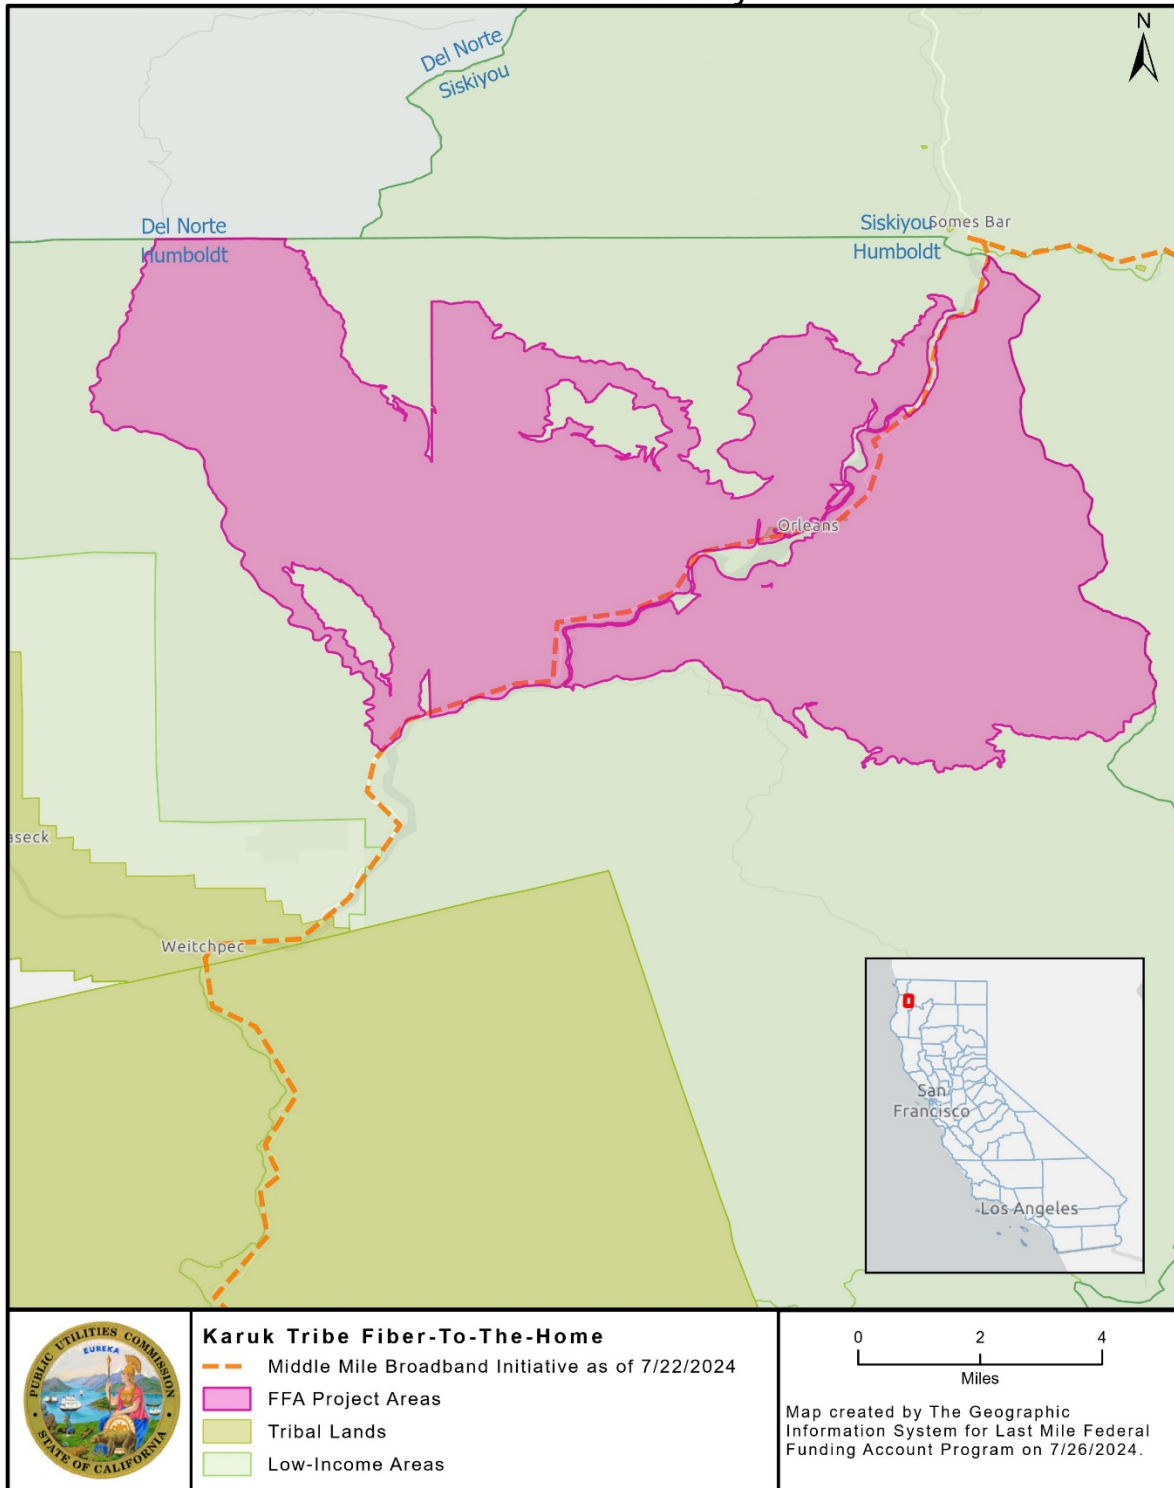 N
Del Norte
Siskiyou
Del Norte
Humboldt
Siskiyou
Somes Bar
Humboldt
Orleans
aseck
Weitchpec
San
Francisco
Los Angeles
PUBLIC UTILITIES COMMISSION
EUREKA
STATE OF CALIFORNIA
Karuk Tribe Fiber-To-The-Home
Middle Mile Broadband Initiative as of 7/22/2024
FFA Project Areas
Tribal Lands
Low-Income Areas
0 2 4
Miles
Map created by The Geographic
Information System for Last Mile Federal
Funding Account Program on 7/26/2024.